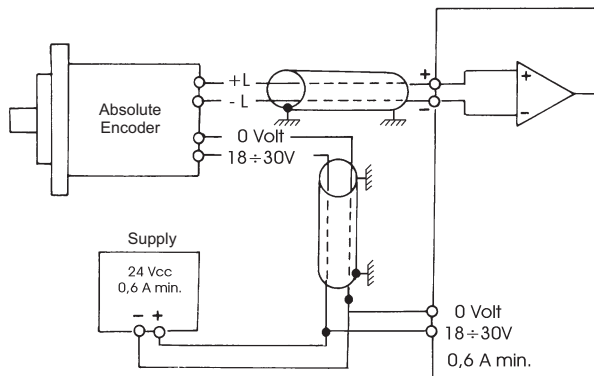 +L
- L
Absolute
Encoder
0 Volt
18÷30V
+
−
+
−
Supply
24 Vcc
0,6 A min.
− +
0 Volt
18÷30V
0,6 A min.